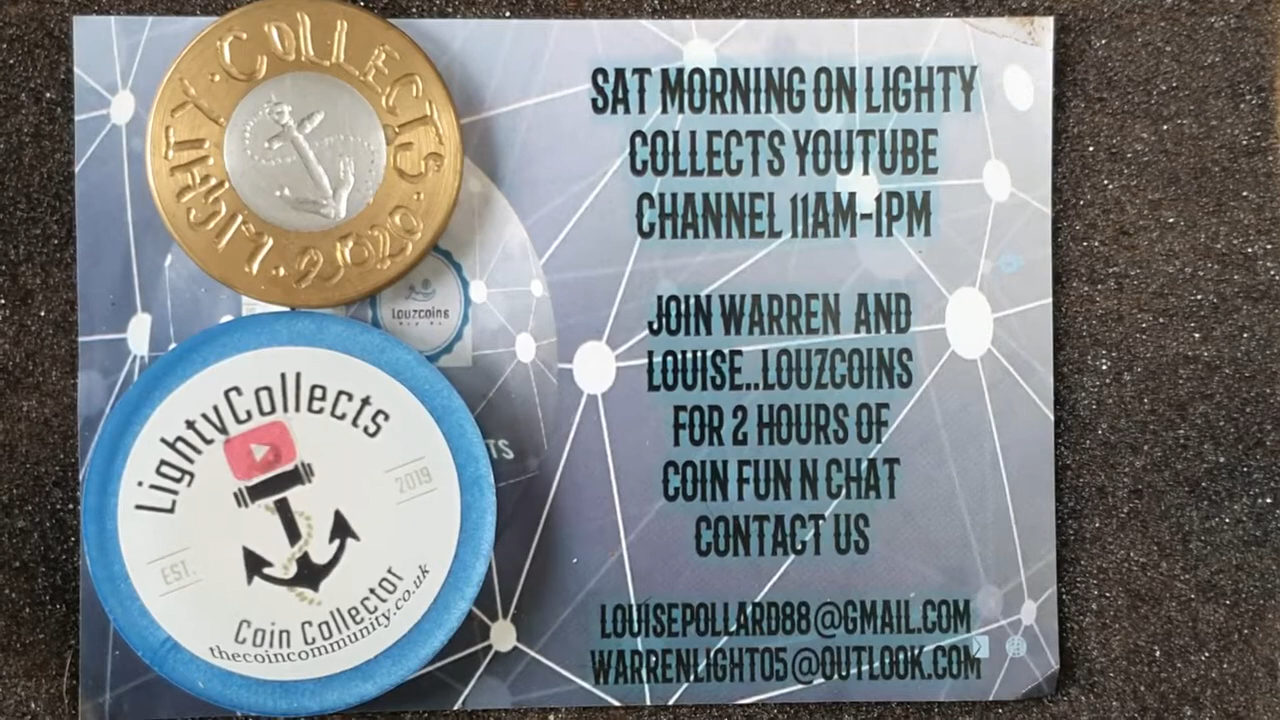 LIGHTY·COLLECTS·2020
Louzcoins
LightyCollects
2019
EST.
Coin Collector
thecoincommunity.co.uk
TS
SAT MORNING ON LIGHTY
COLLECTS YOUTUBE
CHANNEL 11AM-1PM
JOIN WARREN AND
LOUISE..LOUZCOINS
FOR 2 HOURS OF
COIN FUN N CHAT
CONTACT US
LOUISEPOLLARD88@GMAIL.COM
WARRENLIGHT05@OUTLOOK.COM